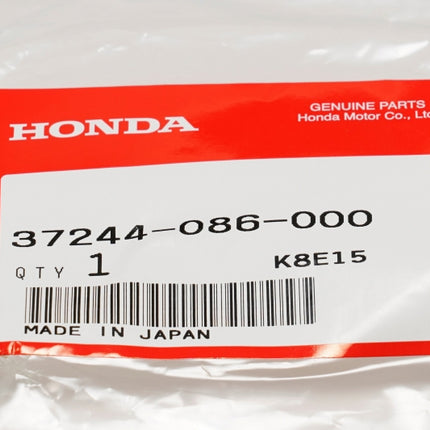 HONDA
GENUINE PARTS
Honda Motor Co., Ltd
37244-086-000
QTY 1
K8E15
MADE IN JAPAN